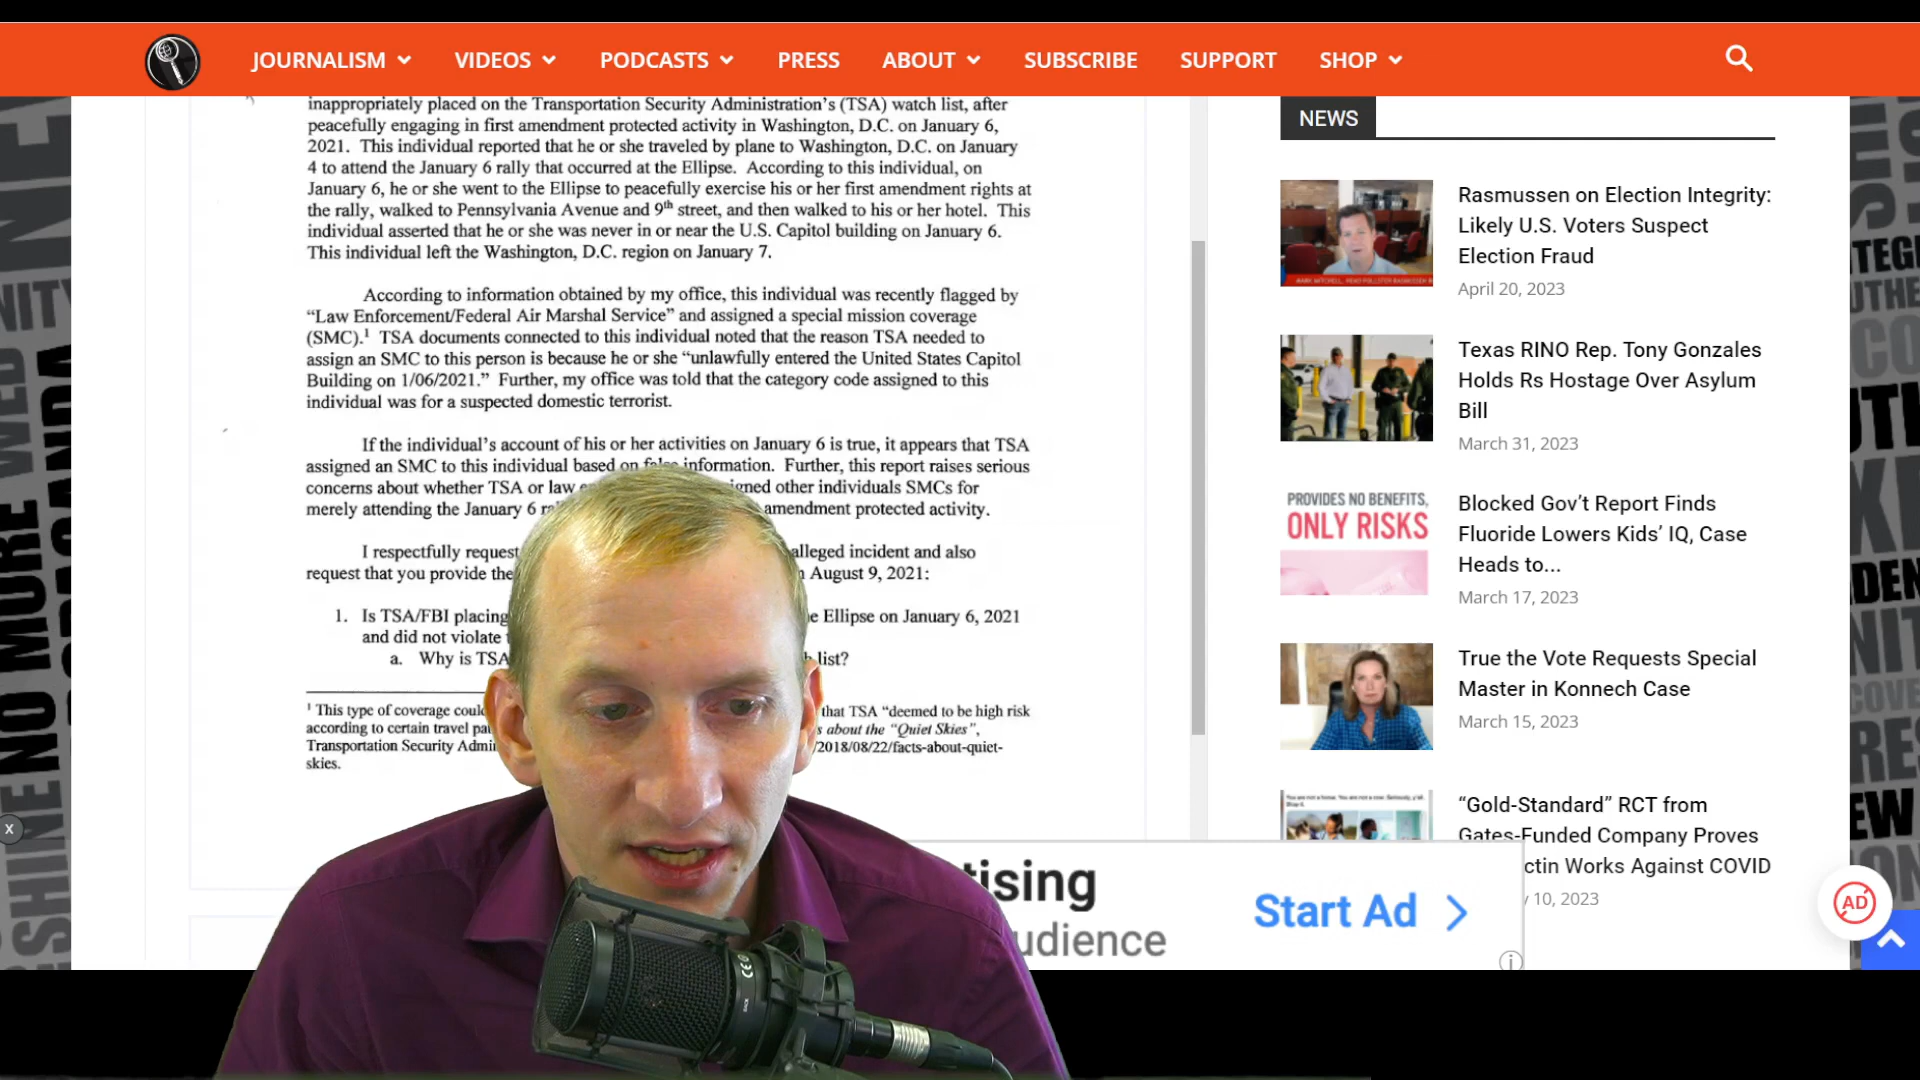 JOURNALISM VIDEOS PODCASTS PRESS ABOUT SUBSCRIBE SUPPORT SHOP
inappropriately placed on the Transportation Security Administration's (TSA) watch list, after
peacefully engaging in first amendment protected activity in Washington, D.C. on January 6,
2021. This individual reported that he or she traveled by plane to Washington, D.C. on January
4 to attend the January 6 rally that occurred at the Ellipse. According to this individual, on
January 6, he or she went to the Ellipse to peacefully exercise his or her first amendment rights at
the rally, walked to Pennsylvania Avenue and 9th street, and then walked to his or her hotel. This
individual asserted that he or she was never in or near the U.S. Capitol building on January 6.
This individual left the Washington, D.C. region on January 7.
According to information obtained by my office, this individual was recently flagged by
"Law Enforcement/Federal Air Marshal Service" and assigned a special mission coverage
(SMC).1 TSA documents connected to this individual noted that the reason TSA needed to
assign an SMC to this person is because he or she "unlawfully entered the United States Capitol
Building on 1/06/2021." Further, my office was told that the category code assigned to this
individual was for a suspected domestic terrorist.
If the individual's account of his or her activities on January 6 is true, it appears that TSA
assigned an SMC to this individual based on false information. Further, this report raises serious
concerns about whether TSA or law igned other individuals SMCs for
merely attending the January 6 amendment protected activity.
I respectfully request alleged incident and also
request that you provide the August 9, 2021:
1. Is TSA/FBI placing Ellipse on January 6, 2021
and did not violate
a. Why is TSA list?
1 This type of coverage that TSA "deemed to be high risk
according to certain travel s about the "Quiet Skies",
Transportation Security /2018/08/22/facts-about-quiet-
skies.
NEWS
Rasmussen on Election Integrity:
Likely U.S. Voters Suspect
Election Fraud
April 20, 2023
Texas RINO Rep. Tony Gonzales
Holds Rs Hostage Over Asylum
Bill
March 31, 2023
PROVIDES NO BENEFITS,
ONLY RISKS
Blocked Gov't Report Finds
Fluoride Lowers Kids' IQ, Case
Heads to...
March 17, 2023
True the Vote Requests Special
Master in Konnech Case
March 15, 2023
"Gold-Standard" RCT from
Gates-Funded Company Proves
ctin Works Against COVID
10, 2023
x
tising
udience
Start Ad
AD
CE